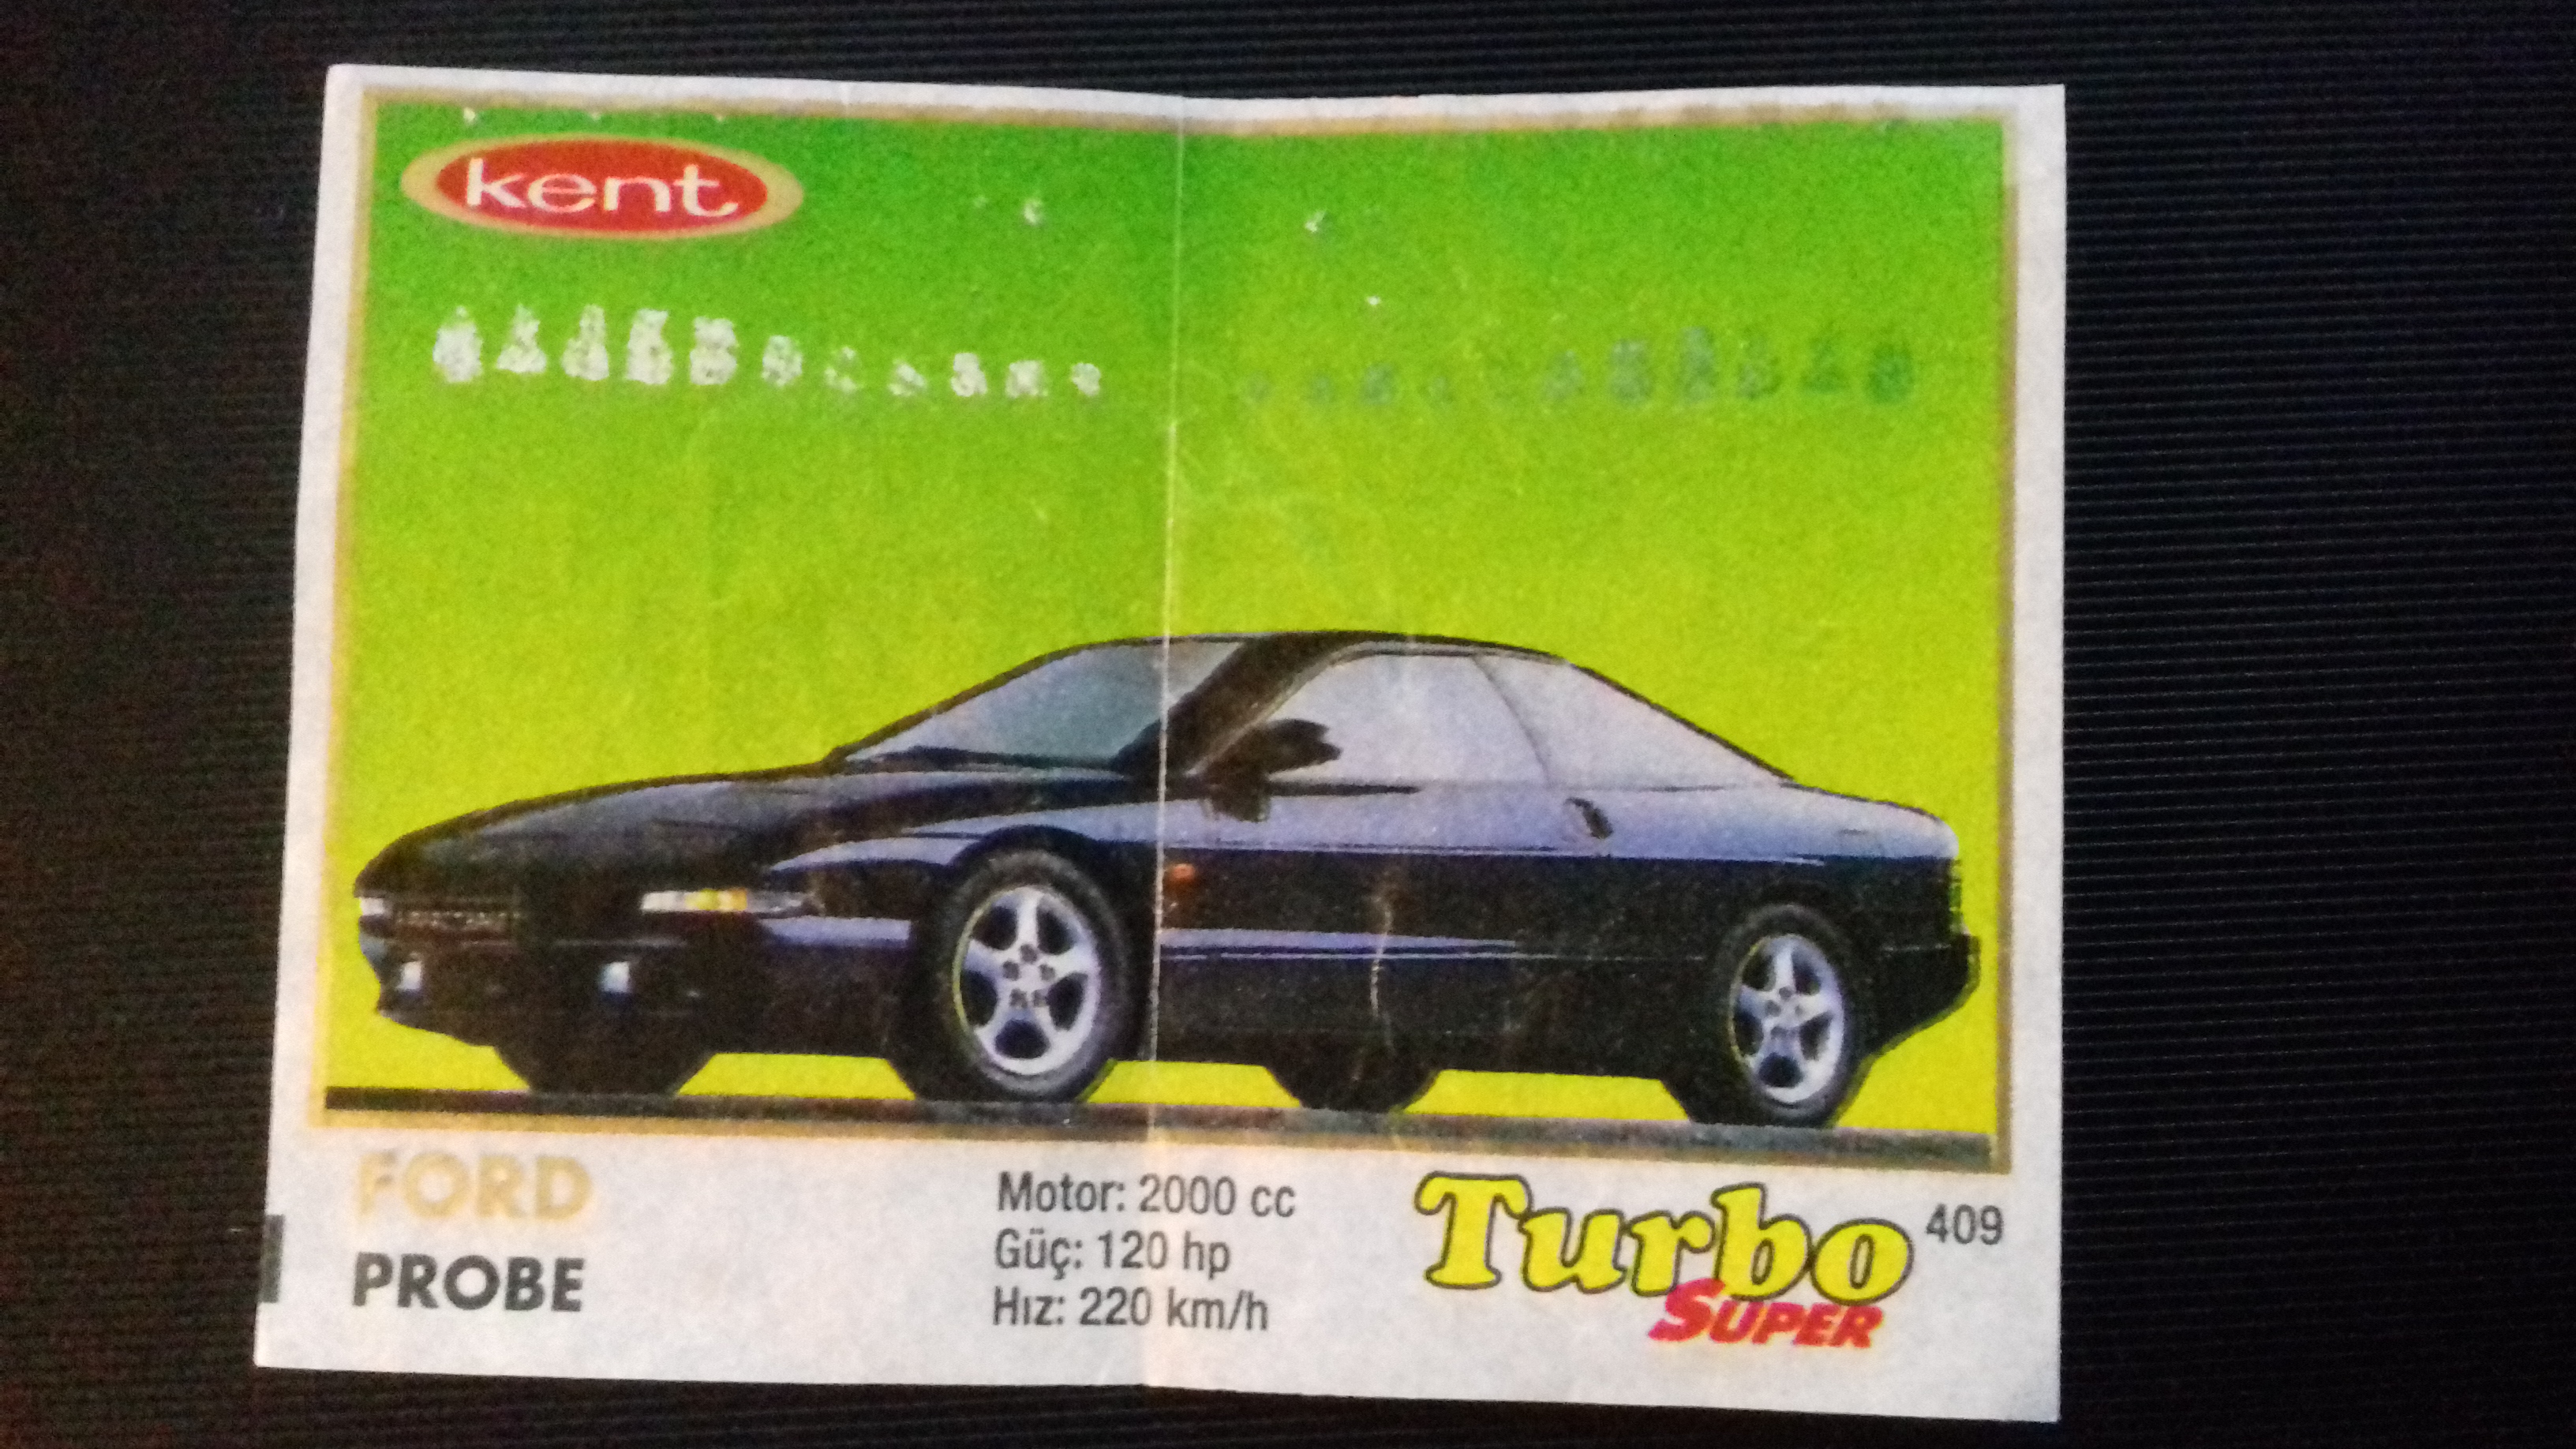 kent
FORD
PROBE
Motor: 2000 cc
Güç: 120 hp
Hız: 220 km/h
Turbo
SUPER
409